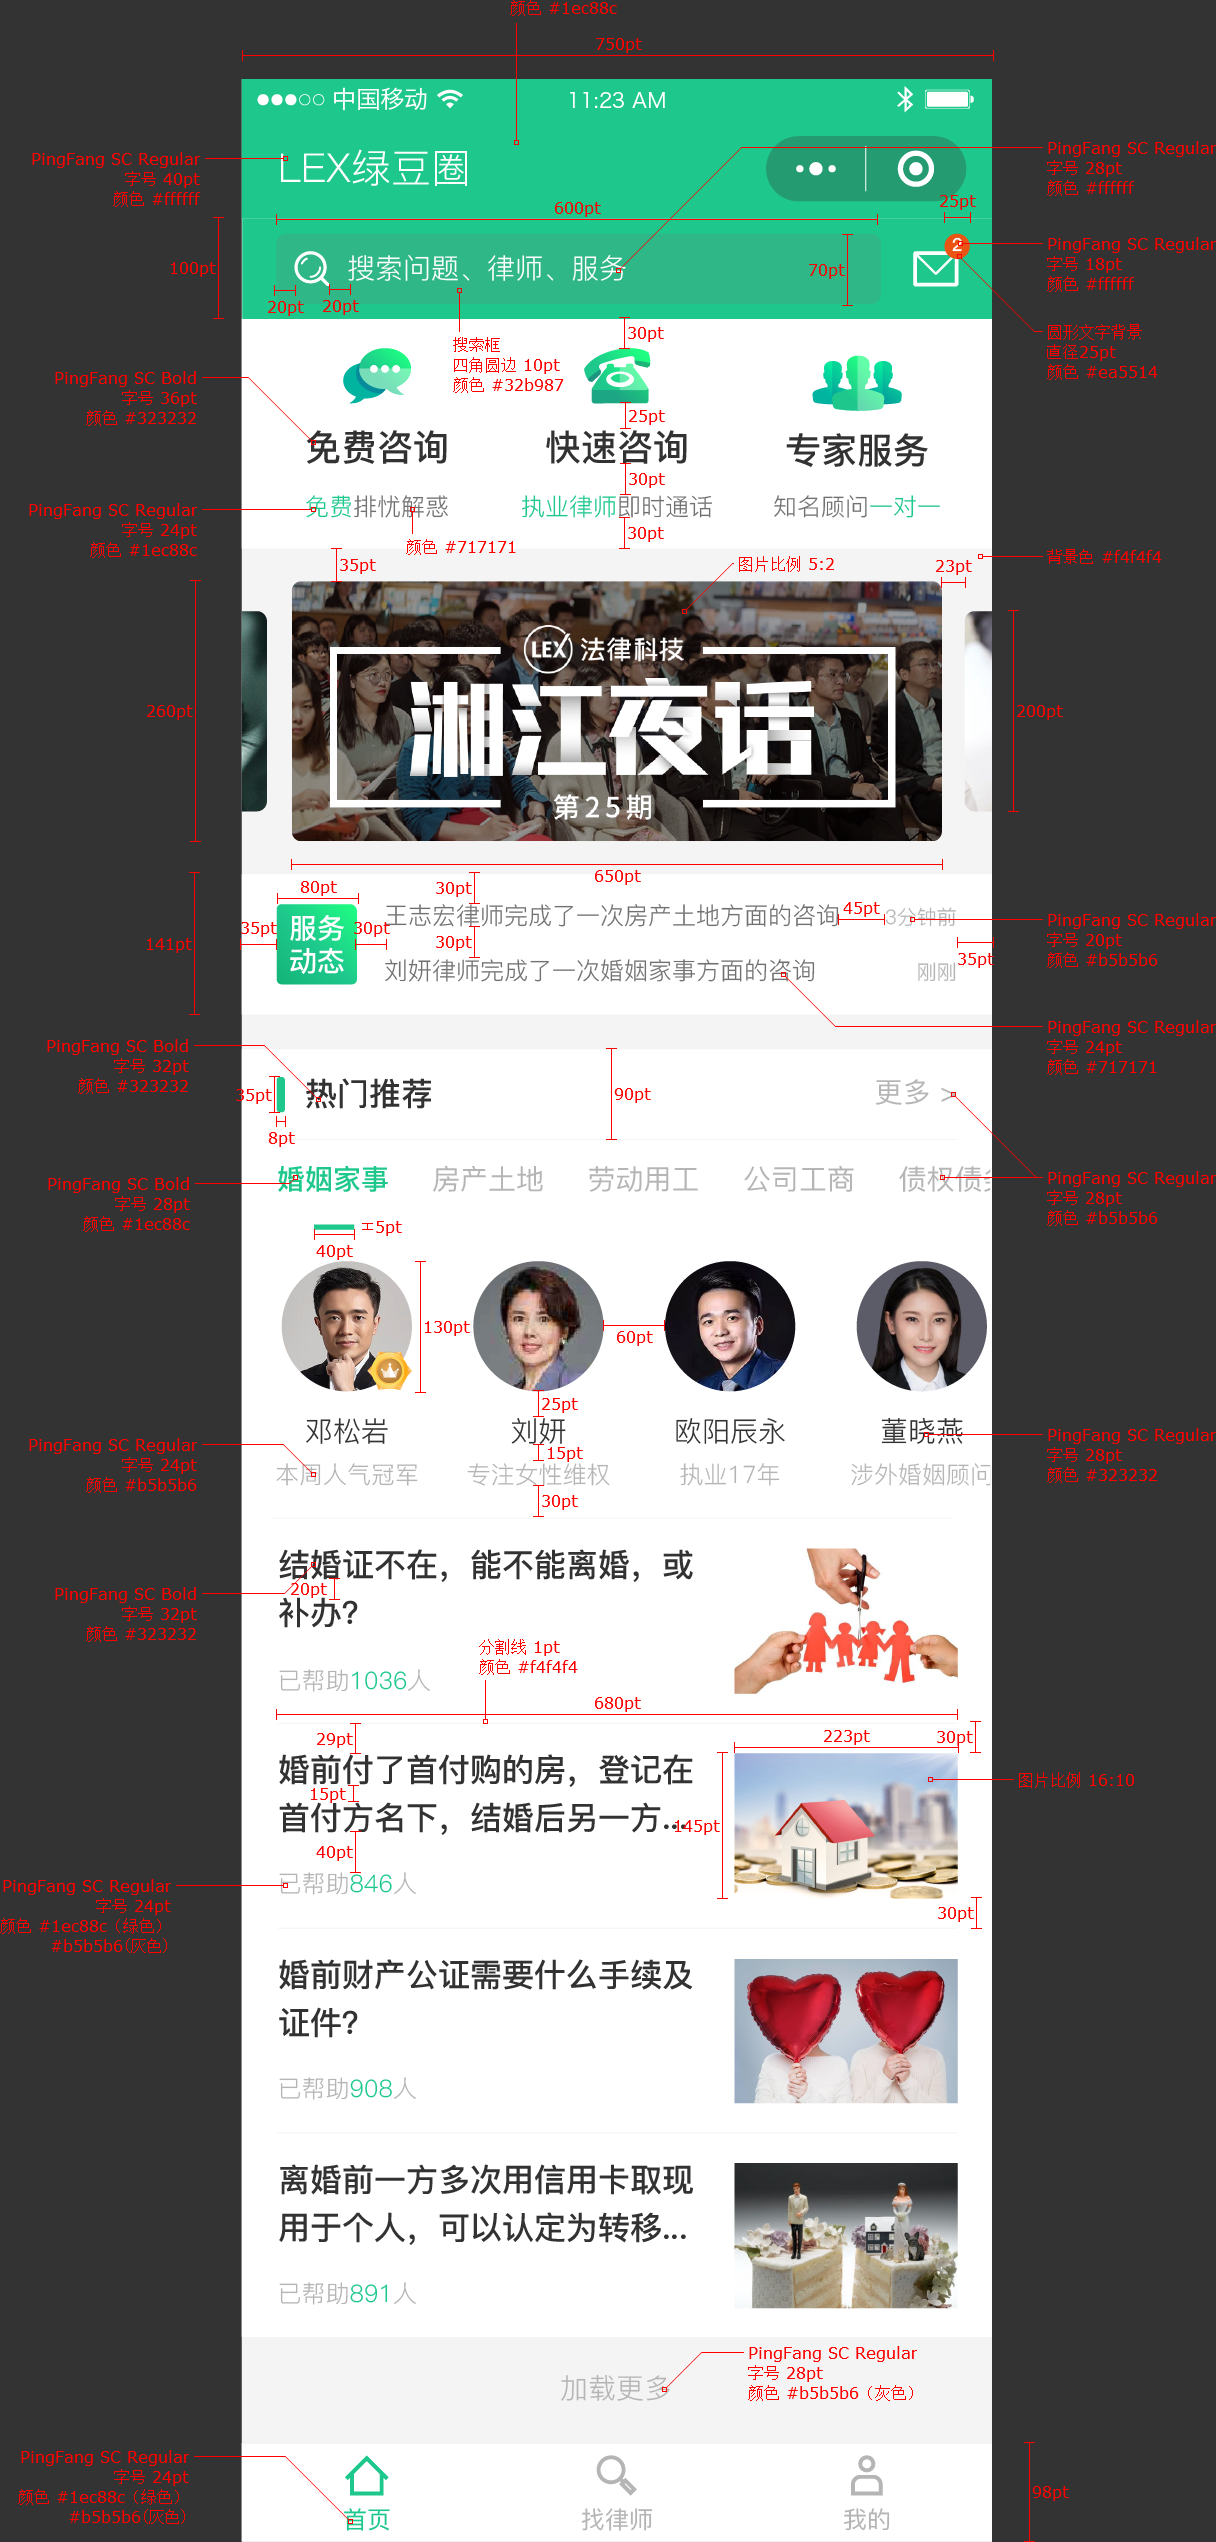 颜色 #1ec88c
750pt
中国移动
11:23 AM
PingFang SC Regular
字号 40pt
颜色 #ffffff
LEX绿豆圈
PingFang SC Regular
字号 28pt
颜色 #ffffff
600pt
25pt
100pt
搜索问题、律师、服务
70pt
2
PingFang SC Regular
字号 18pt
颜色 #ffffff
20pt
20pt
搜索框
四角圆边 10pt
颜色 #32b987
30pt
圆形文字背景
直径25pt
颜色 #ea5514
PingFang SC Bold
字号 36pt
颜色 #323232
25pt
免费咨询
快速咨询
专家服务
30pt
PingFang SC Regular
字号 24pt
颜色 #1ec88c
免费排忧解惑
执业律师即时通话
知名顾问一对一
颜色 #717171
30pt
35pt
图片比例 5:2
23pt
背景色 #f4f4f4
LEX 法律科技
湘江夜话
第25期
260pt
200pt
650pt
80pt
30pt
141pt
35pt
服务
动态
30pt
王志宏律师完成了一次房产土地方面的咨询
45pt
3分钟前
30pt
35pt
刘妍律师完成了一次婚姻家事方面的咨询
刚刚
PingFang SC Regular
字号 20pt
颜色 #b5b5b6
PingFang SC Regular
字号 24pt
颜色 #717171
PingFang SC Bold
字号 32pt
颜色 #323232
35pt
8pt
热门推荐
90pt
更多 >
PingFang SC Bold
字号 28pt
颜色 #1ec88c
婚姻家事
房产土地
劳动用工
公司工商
债权债务
PingFang SC Regular
字号 28pt
颜色 #b5b5b6
5pt
40pt
130pt
60pt
25pt
邓松岩
刘妍
欧阳辰永
董晓燕
15pt
PingFang SC Regular
字号 24pt
颜色 #b5b5b6
本周人气冠军
专注女性维权
执业17年
涉外婚姻顾问
PingFang SC Regular
字号 28pt
颜色 #323232
30pt
PingFang SC Bold
字号 32pt
颜色 #323232
结婚证不在，能不能离婚，或
20pt
补办？
已帮助1036人
分割线 1pt
颜色 #f4f4f4
680pt
29pt
223pt
30pt
婚前付了首付购的房，登记在
15pt
首付方名下，结婚后另一方...
145pt
40pt
已帮助846人
图片比例 16:10
30pt
PingFang SC Regular
字号 24pt
颜色 #1ec88c（绿色）
#b5b5b6(灰色)
婚前财产公证需要什么手续及
证件？
已帮助908人
离婚前一方多次用信用卡取现
用于个人，可以认定为转移...
已帮助891人
加载更多
PingFang SC Regular
字号 28pt
颜色 #b5b5b6（灰色）
PingFang SC Regular
字号 24pt
颜色 #1ec88c（绿色）
#b5b5b6(灰色)
首页
找律师
我的
98pt